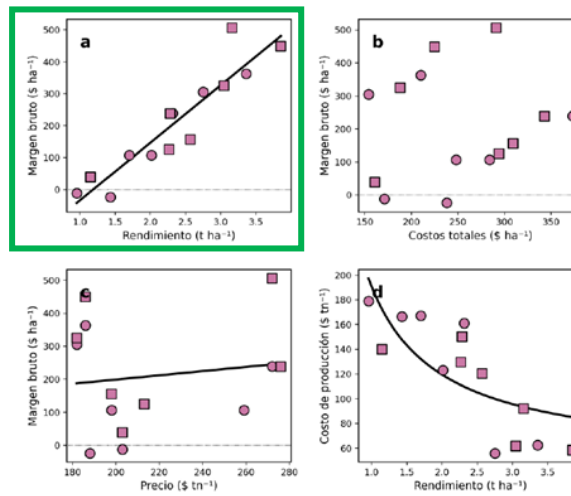 a
Margen bruto ($ ha⁻¹)
500
400
300
200
100
0
1.0 1.5 2.0 2.5 3.0 3.5
Rendimiento (t ha⁻¹)
b
Margen bruto ($ ha⁻¹)
500
400
300
200
100
0
150 200 250 300 350
Costos totales ($ ha⁻¹)
c
Margen bruto ($ ha⁻¹)
500
400
300
200
100
0
180 200 220 240 260 280
Precio ($ tn⁻¹)
d
Costo de producción ($ tn⁻¹)
200
180
160
140
120
100
80
60
1.0 1.5 2.0 2.5 3.0 3.5
Rendimiento (t ha⁻¹)